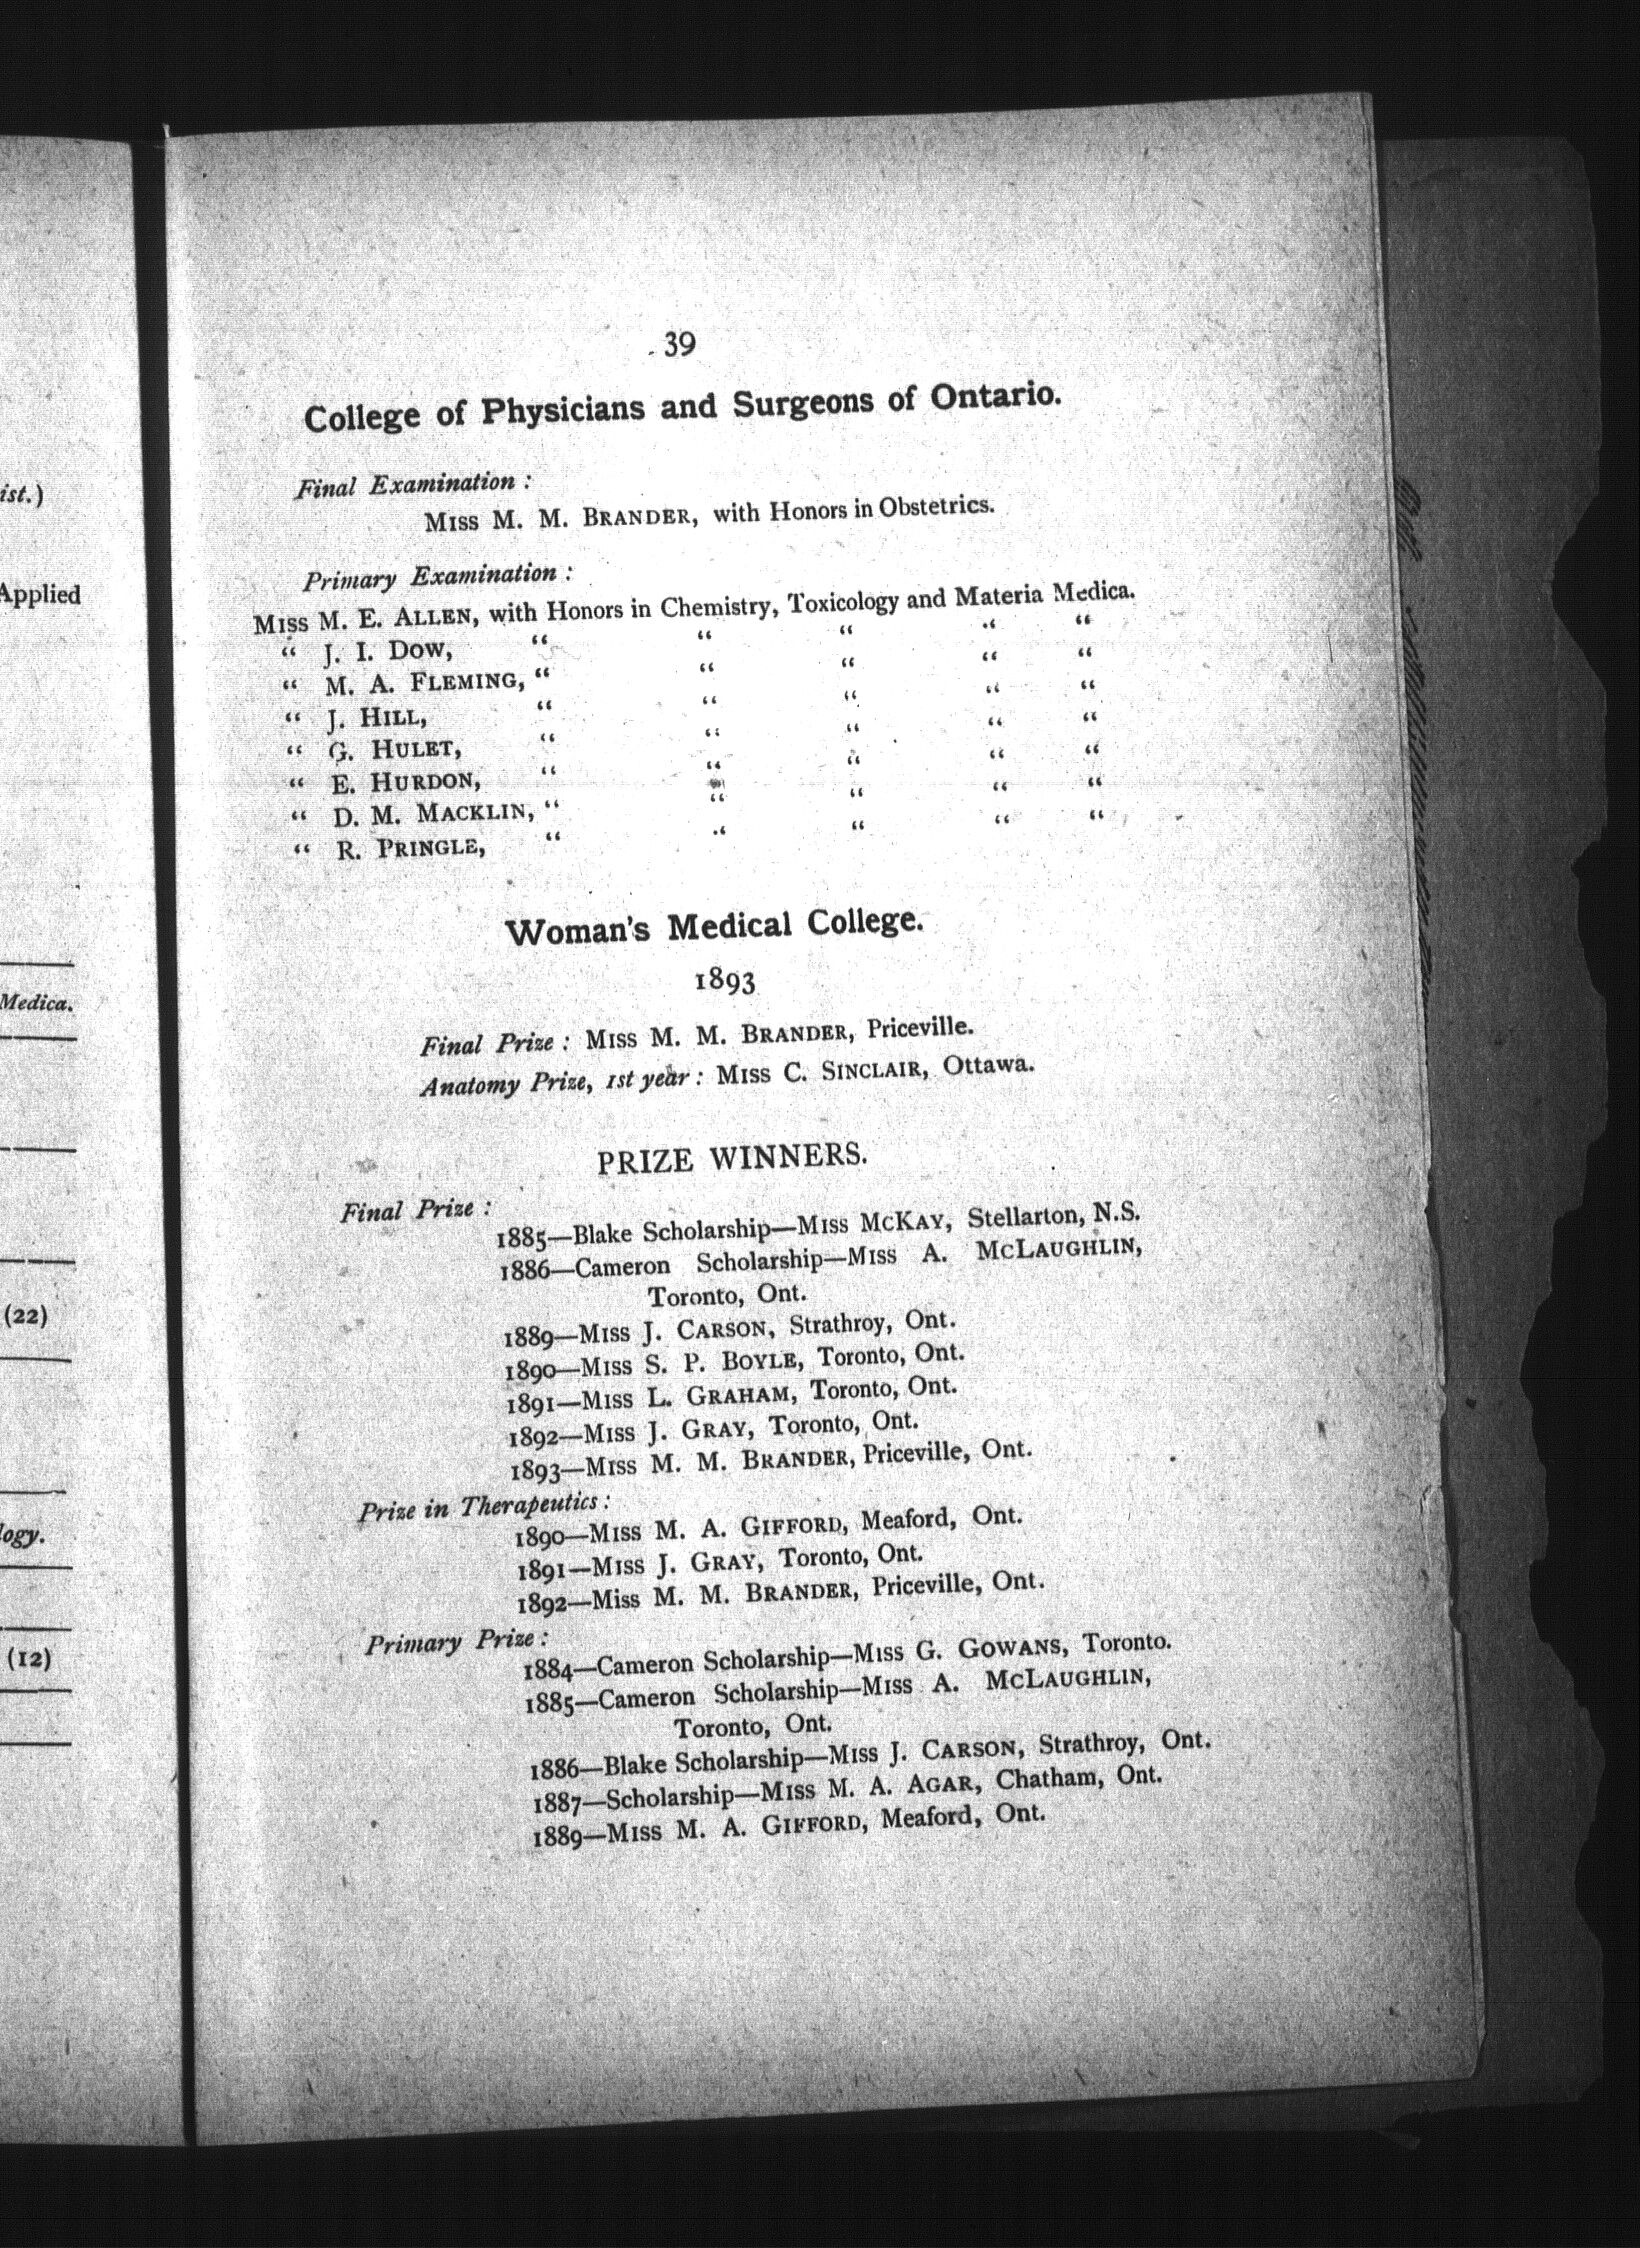 ist.)
Applied
Medica.
(22)
logy.
(12)
39
College of Physicians and Surgeons of Ontario.
Final Examination :
Miss M. M. Brander, with Honors in Obstetrics.
Primary Examination :
Miss M. E. Allen, with Honors in Chemistry, Toxicology and Materia Medica.
“ J. I. Dow, “ “ “ “ “
“ M. A. Fleming, “ “ “ “ “
“ J. Hill, “ “ “ “ “
“ G. Hulet, “ “ “ “ “
“ E. Hurdon, “ “ “ “ “
“ D. M. Macklin, “ “ “ “ “
“ R. Pringle, “ “ “ “ “
Woman's Medical College.
1893
Final Prize : Miss M. M. Brander, Priceville.
Anatomy Prize, 1st year : Miss C. Sinclair, Ottawa.
PRIZE WINNERS.
Final Prize :
1885—Blake Scholarship—Miss McKay, Stellarton, N.S.
1886—Cameron Scholarship—Miss A. McLaughlin,
Toronto, Ont.
1889—Miss J. Carson, Strathroy, Ont.
1890—Miss S. P. Boyle, Toronto, Ont.
1891—Miss L. Graham, Toronto, Ont.
1892—Miss J. Gray, Toronto, Ont.
1893—Miss M. M. Brander, Priceville, Ont.
Prize in Therapeutics :
1890—Miss M. A. Gifford, Meaford, Ont.
1891—Miss J. Gray, Toronto, Ont.
1892—Miss M. M. Brander, Priceville, Ont.
Primary Prize :
1884—Cameron Scholarship—Miss G. Gowans, Toronto.
1885—Cameron Scholarship—Miss A. McLaughlin,
Toronto, Ont.
1886—Blake Scholarship—Miss J. Carson, Strathroy, Ont.
1887—Scholarship—Miss M. A. Agar, Chatham, Ont.
1889—Miss M. A. Gifford, Meaford, Ont.